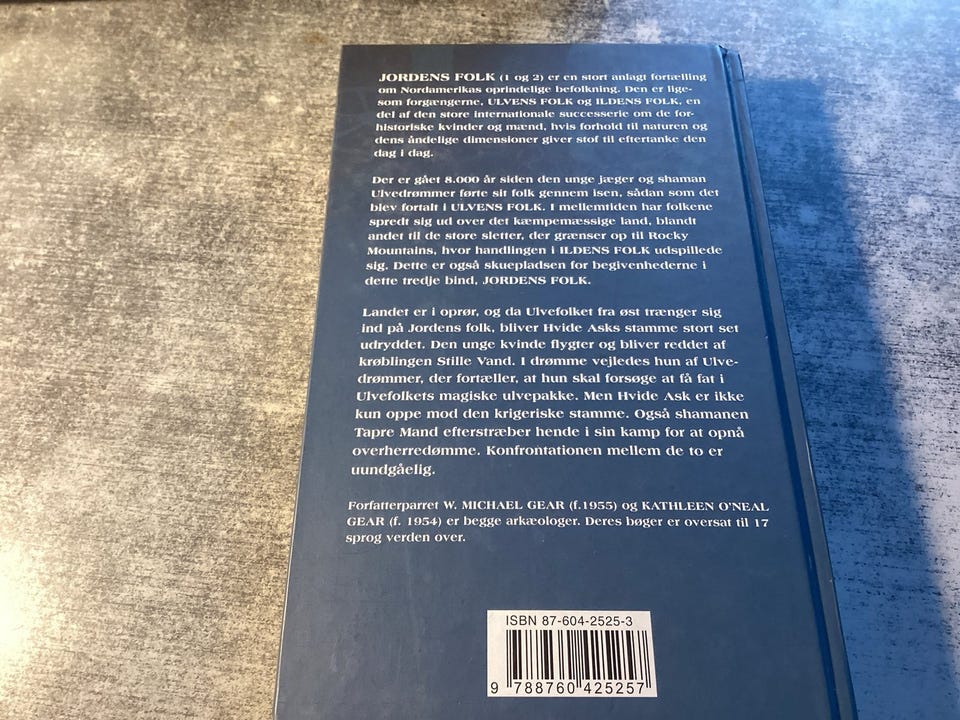 JORDENS FOLK (1 og 2) er en stort anlagt fortælling
om Nordamerikas oprindelige befolkning. Den er lige-
som forgængerne, ULVENS FOLK og ILDENS FOLK, en
del af den store internationale successerie om de for-
historiske kvinder og mænd, hvis forhold til naturen og
dens åndelige dimensioner giver stof til eftertanke den
dag i dag.
Der er gået 8.000 år siden den unge jæger og shaman
Ulvedrømmer førte sit folk gennem isen, sådan som det
blev fortalt i ULVENS FOLK. I mellemtiden har folkene
spredt sig ud over det kæmpemæssige land, blandt
andet til de store sletter, der grænser op til Rocky
Mountains, hvor handlingen i ILDENS FOLK udspillede
sig. Dette er også skuepladsen for begivenhederne i
dette tredje bind, JORDENS FOLK.
Landet er i oprør, og da Ulvefolket fra øst trænger sig
ind på Jordens folk, bliver Hvide Asks stamme stort set
udryddet. Den unge kvinde flygter og bliver reddet af
krøblingen Stille Vand. I drømme vejledes hun af Ulve-
drømmer, der fortæller, at hun skal forsøge at få fat i
Ulvefolkets magiske ulvepakke. Men Hvide Ask er ikke
kun oppe mod den krigeriske stamme. Også shamanen
Tapre Mand efterstræber hende i sin kamp for at opnå
overherredømme. Konfrontationen mellem de to er
uundgåelig.
Forfatterparret W. MICHAEL GEAR (f.1955) og KATHLEEN O'NEAL
GEAR (f. 1954) er begge arkæologer. Deres bøger er oversat til 17
sprog verden over.
ISBN 87-604-2525-3
9 788760 425257